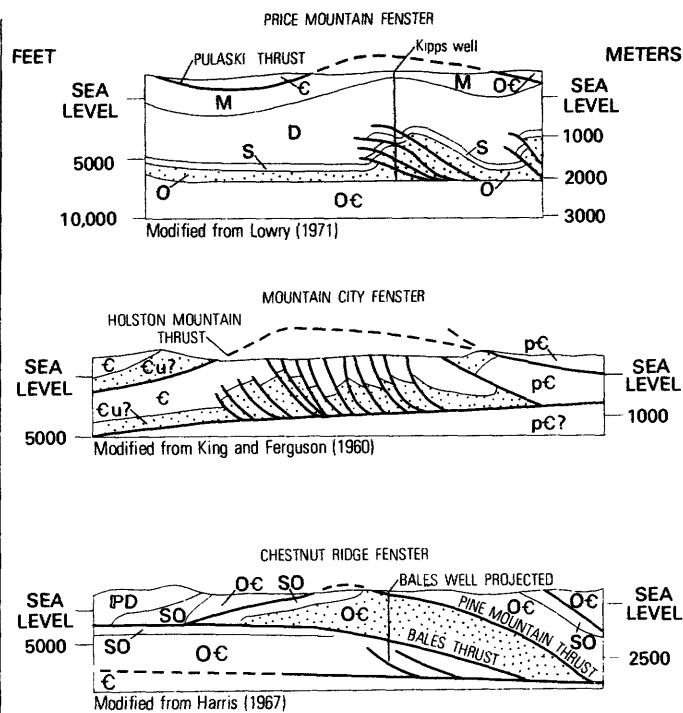 PRICE MOUNTAIN FENSTER
FEET
Kipps well
METERS
PULASKI THRUST
Є
M
M
OЄ
SEA
LEVEL
SEA
LEVEL
D
1000
S
S
5000
2000
O
O
OЄ
10,000
3000
Modified from Lowry (1971)
MOUNTAIN CITY FENSTER
HOLSTON MOUNTAIN
THRUST
pЄ
Є
Єu?
SEA
LEVEL
SEA
LEVEL
Є
pЄ
Єu?
1000
5000
pЄ?
Modified from King and Ferguson (1960)
CHESTNUT RIDGE FENSTER
OЄ
SO
BALES WELL PROJECTED
SEA
LEVEL
ⅠPD
SO
OЄ
PINE MOUNTAIN THRUST
OЄ
OЄ
SO
SEA
LEVEL
5000
SO
OЄ
BALES THRUST
2500
Є
Modified from Harris (1967)